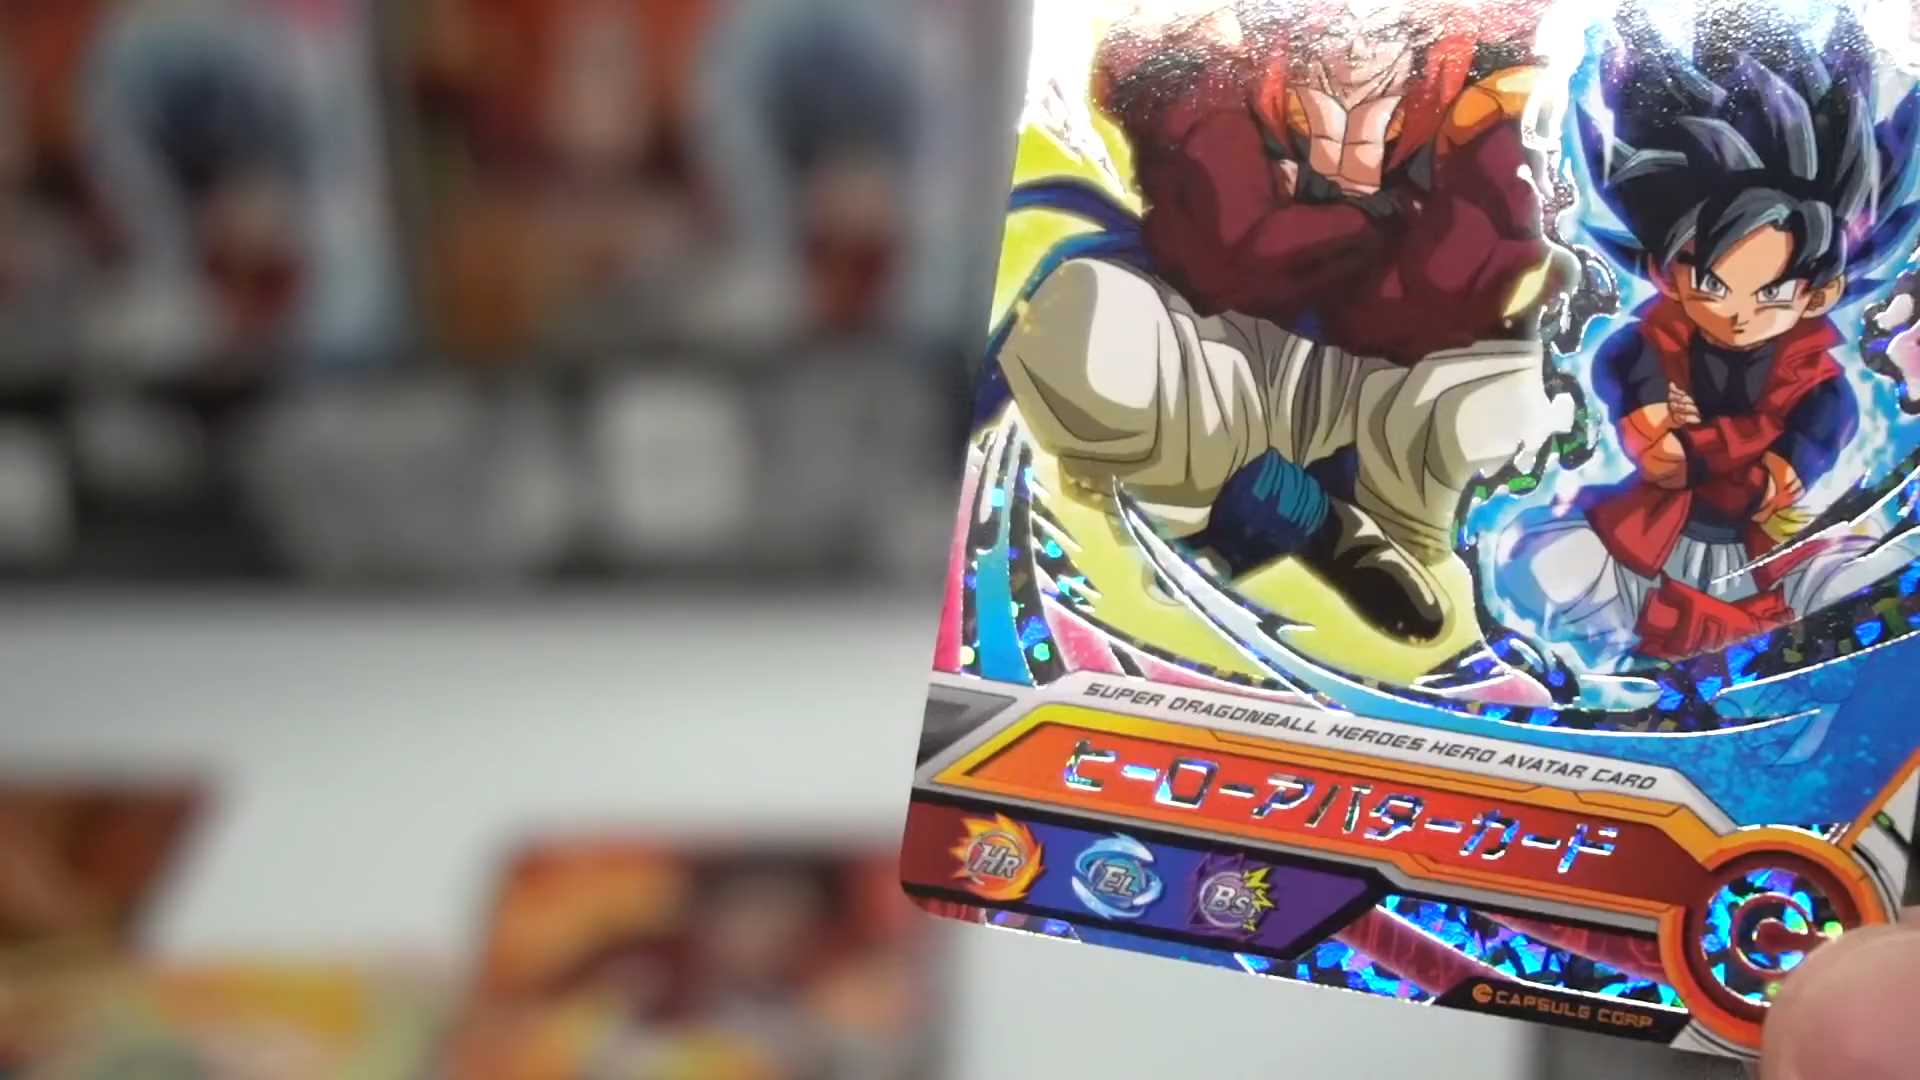 SUPER DRAGONBALL HEROES HERO AVATAR CARD
ヒーローアバターカード
HR EL BS
CAPSULG CORP